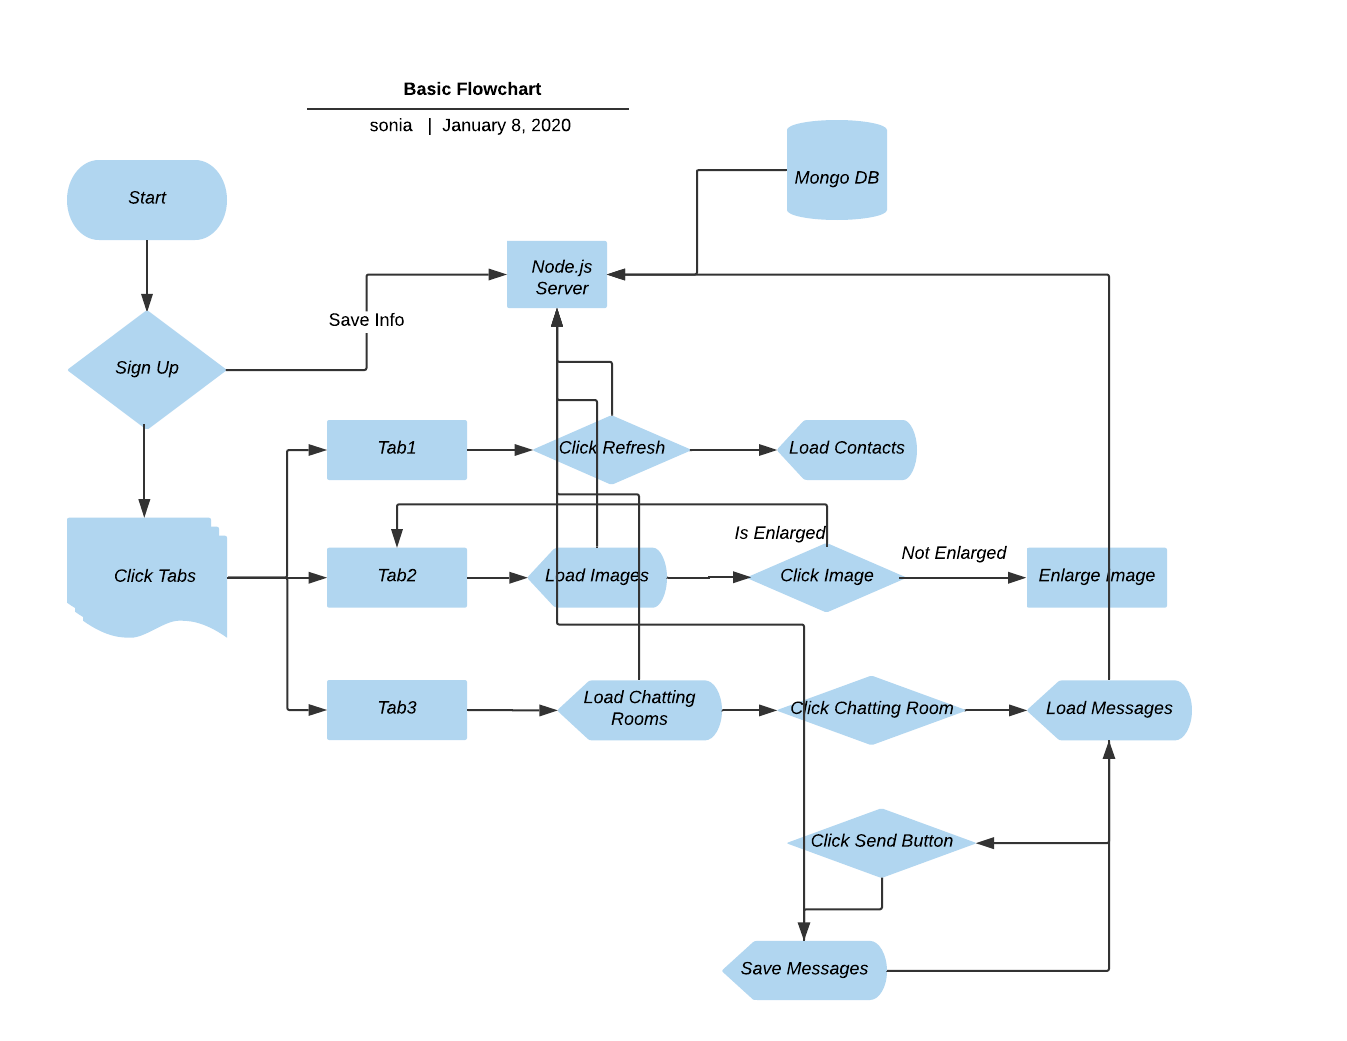 Basic Flowchart
sonia | January 8, 2020
Mongo DB
Start
Node.js
Server
Save Info
Sign Up
Tab1
Click Refresh
Load Contacts
Is Enlarged
Not Enlarged
Click Tabs
Tab2
Load Images
Click Image
Enlarge Image
Tab3
Load Chatting
Rooms
Click Chatting Room
Load Messages
Click Send Button
Save Messages